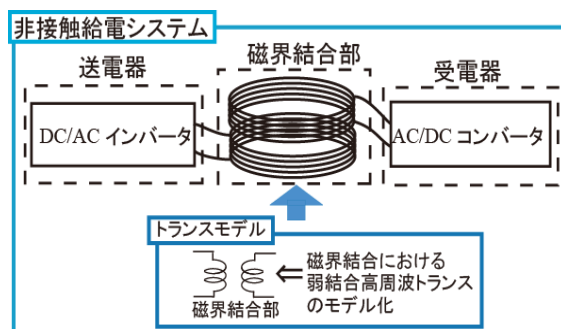 非接触給電システム
送電器
磁界結合部
受電器
DC/AC インバータ
AC/DC コンバータ
トランスモデル
磁界結合部
⇐
磁界結合における
弱結合高周波トランス
のモデル化